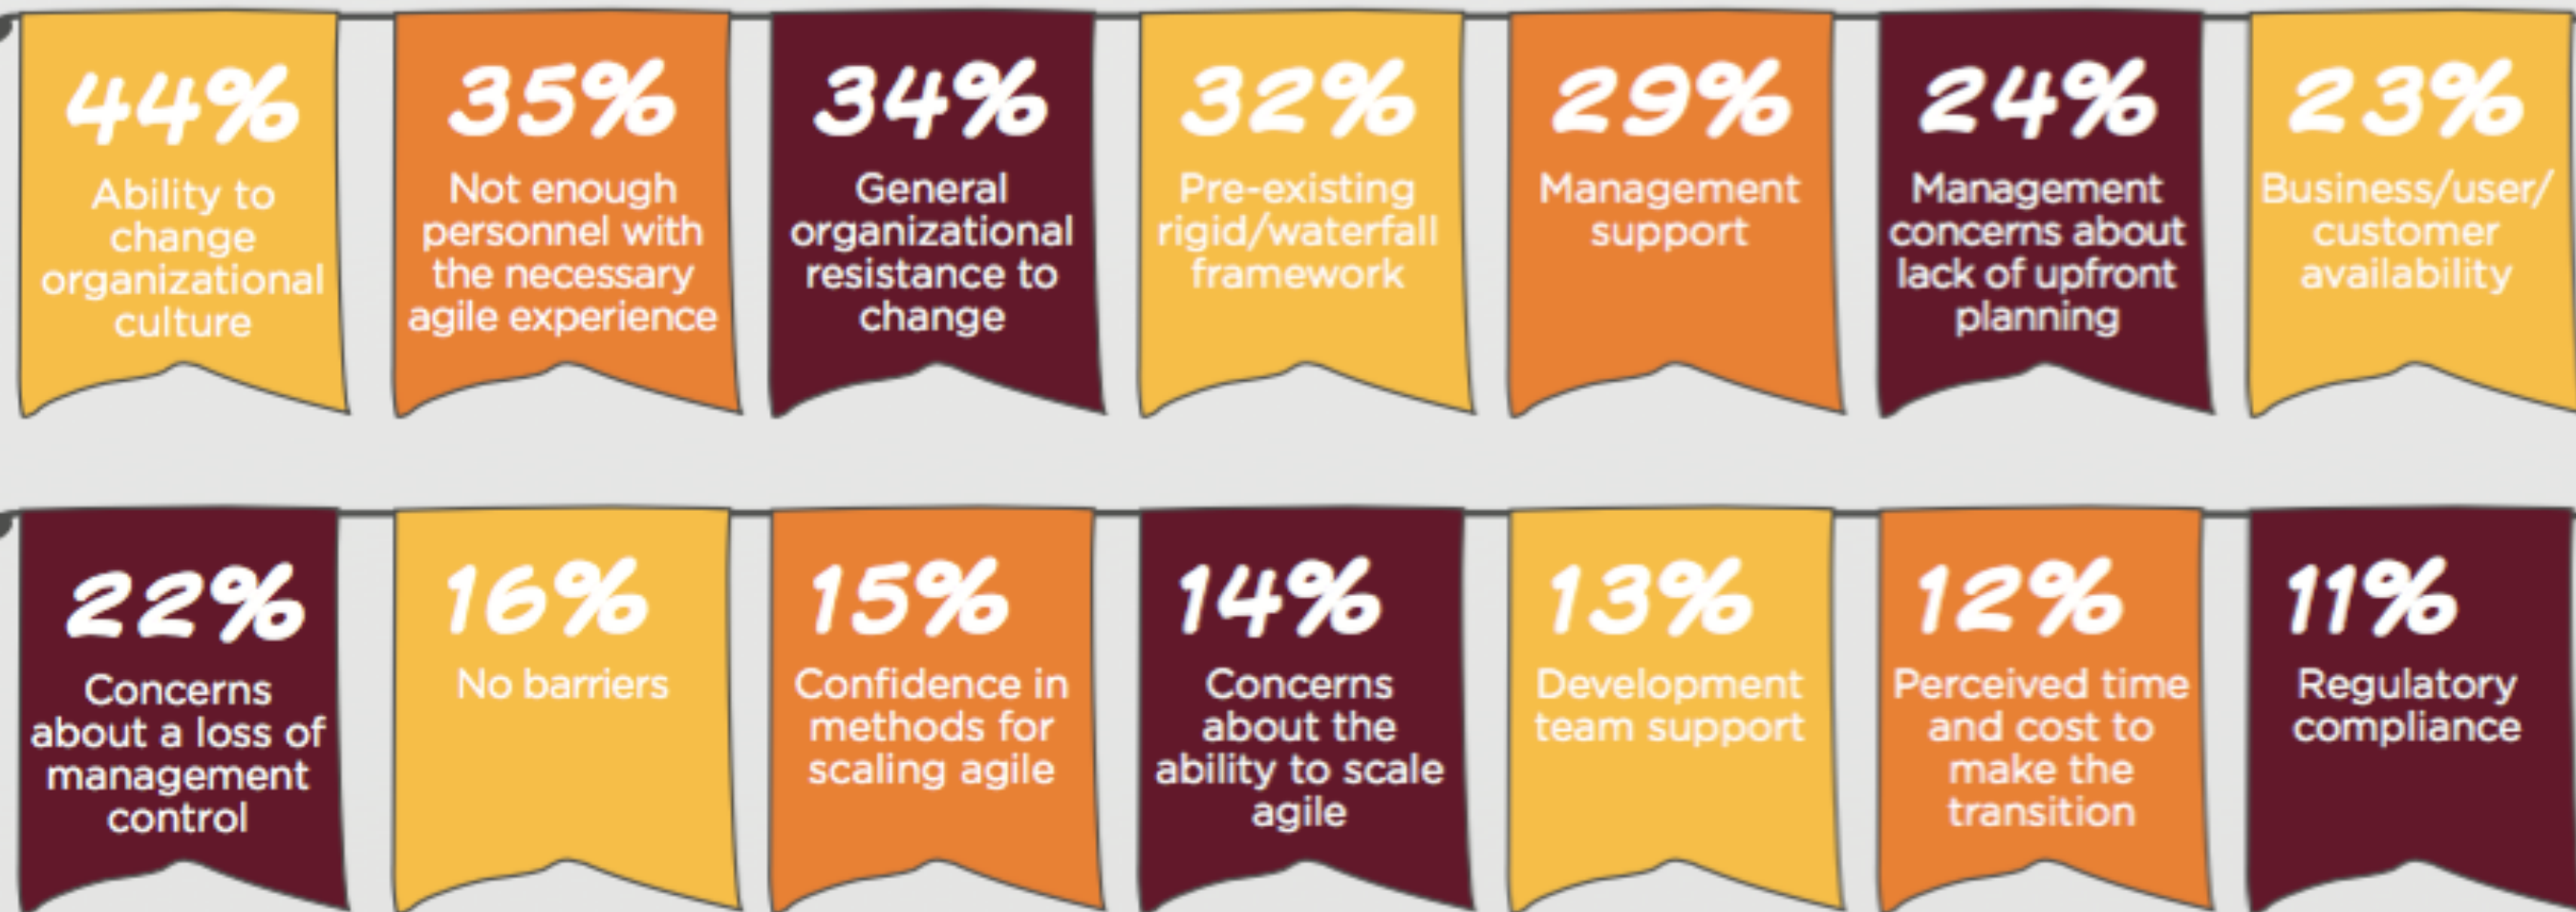 44%
Ability to
change
organizational
culture
35%
Not enough
personnel with
the necessary
agile experience
34%
General
organizational
resistance to
change
32%
Pre-existing
rigid/waterfall
framework
29%
Management
support
24%
Management
concerns about
lack of upfront
planning
23%
Business/user/
customer
availability
22%
Concerns
about a loss of
management
control
16%
No barriers
15%
Confidence in
methods for
scaling agile
14%
Concerns
about the
ability to scale
agile
13%
Development
team support
12%
Perceived time
and cost to
make the
transition
11%
Regulatory
compliance